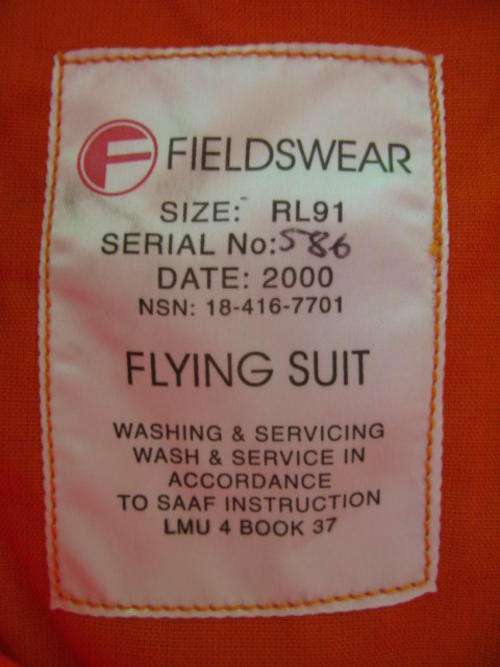 F FIELDSWEAR
SIZE: RL91
SERIAL No: 586
DATE: 2000
NSN: 18-416-7701
FLYING SUIT
WASHING & SERVICING
WASH & SERVICE IN
ACCORDANCE
TO SAAF INSTRUCTION
LMU 4 BOOK 37